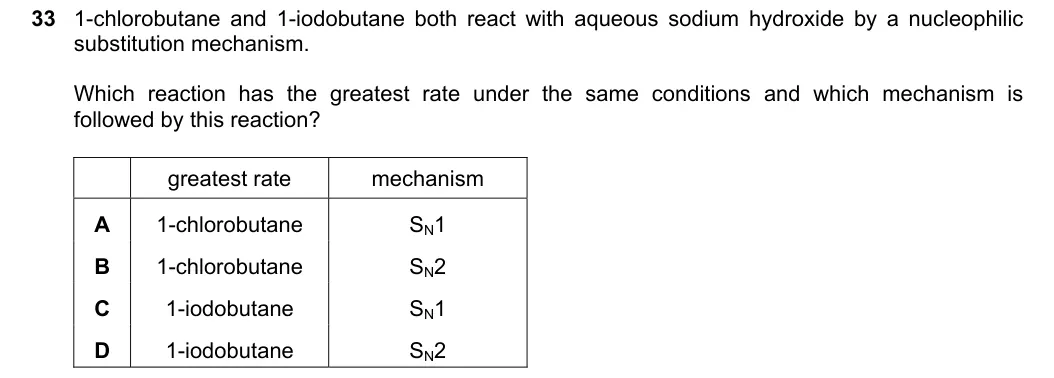 33 1-chlorobutane and 1-iodobutane both react with aqueous sodium hydroxide by a nucleophilic
substitution mechanism.
Which reaction has the greatest rate under the same conditions and which mechanism is
followed by this reaction?
greatest rate mechanism
A 1-chlorobutane SN1
B 1-chlorobutane SN2
C 1-iodobutane SN1
D 1-iodobutane SN2